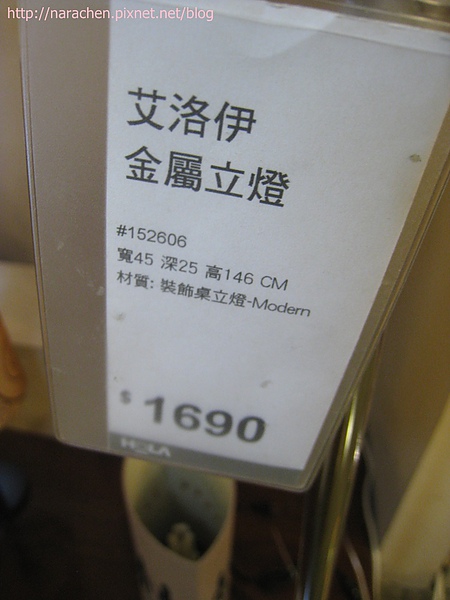 http://narachen.pixnet.net/blog
艾洛伊
金屬立燈
#152606
寬45 深25 高146 CM
材質: 裝飾桌立燈-Modern
$1690
HOLA